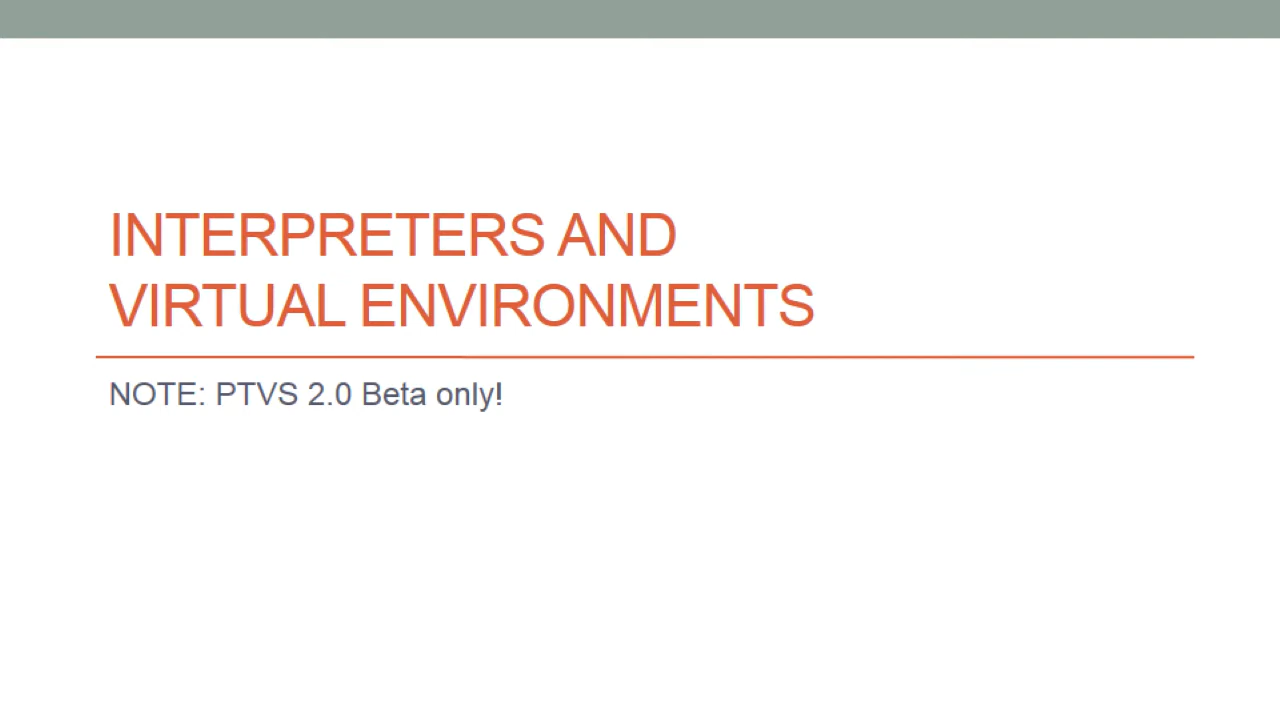 INTERPRETERS AND
VIRTUAL ENVIRONMENTS
NOTE: PTVS 2.0 Beta only!